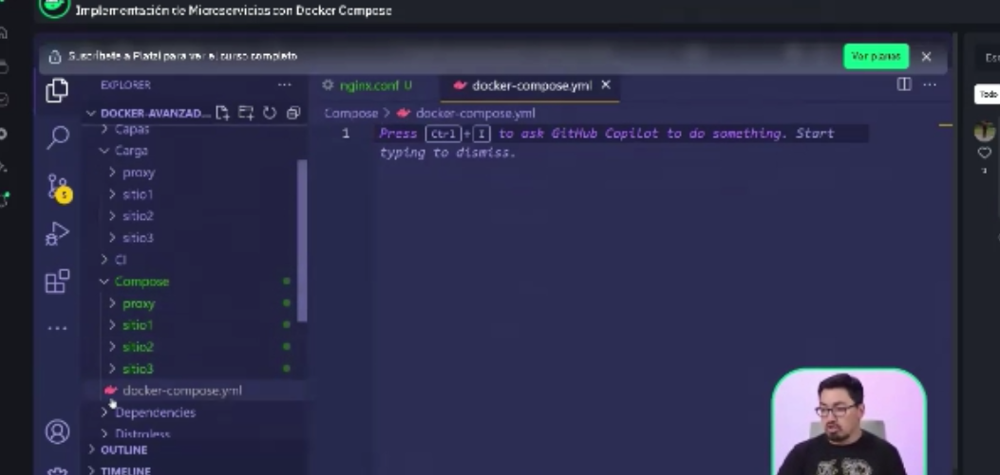 Implementación de Microservicios con Docker Compose
Suscríbete a Platzi para ver el curso completo
Ver planes
EXPLORER
nginx.conf U
docker-compose.yml
DOCKER-AVANZAD...
Compose > docker-compose.yml
Capas
1 Press Ctrl+I to ask GitHub Copilot to do something. Start
typing to dismiss.
Carga
proxy
sitio1
sitio2
sitio3
CI
Compose
proxy
sitio1
sitio2
sitio3
docker-compose.yml
Dependencies
Distroless
OUTLINE
TIMELINE
5
Todo